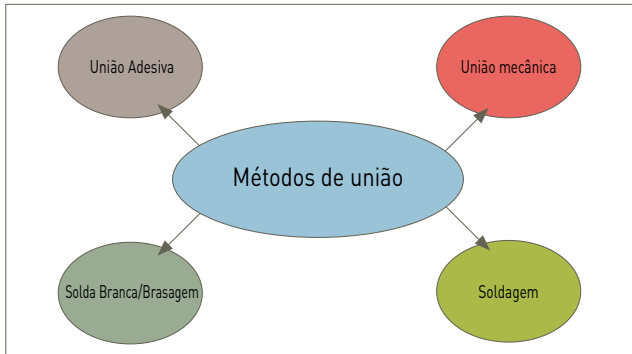 União Adesiva
União mecânica
Métodos de união
Solda Branca/Brasagem
Soldagem